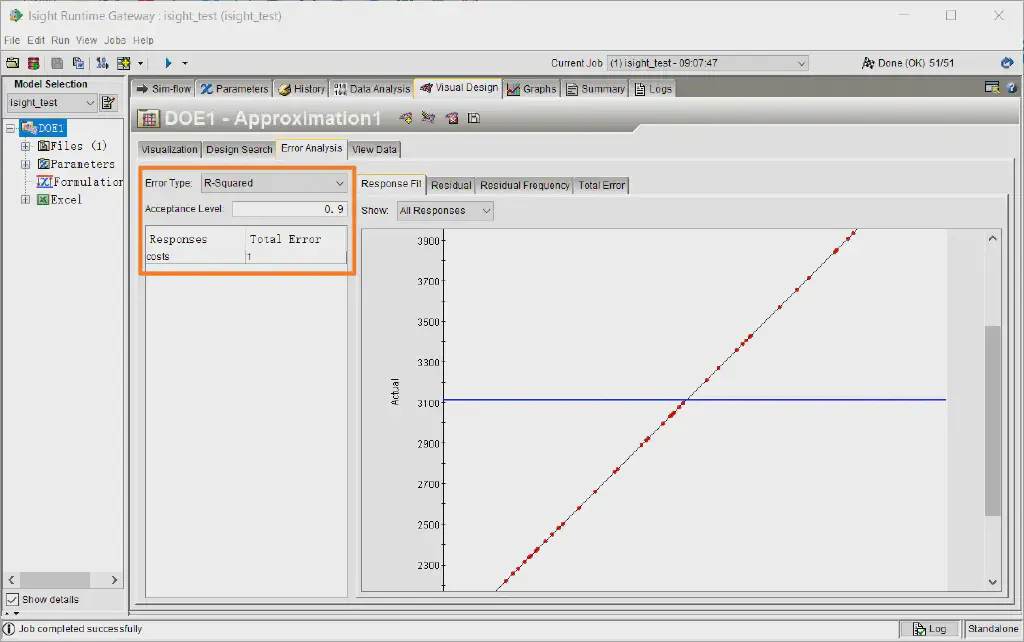 Isight Runtime Gateway : isight_test (isight_test)
File Edit Run View Jobs Help
Current Job (1) isight_test - 09:07:47 Done (OK) 51/51
Model Selection
isight_test
DOE1
Files (1)
Parameters
Formulation
Excel
Show details
Sim-flow Parameters History Data Analysis Visual Design Graphs Summary Logs
DOE1 - Approximation1
Visualization Design Search Error Analysis View Data
Error Type: R-Squared
Acceptance Level: 0.9
Responses Total Error
costs 1
Response Fit Residual Residual Frequency Total Error
Show: All Responses
3900
3700
3500
3300
3100
2900
2700
2500
2300
Actual
Job completed successfully
Log Standalone